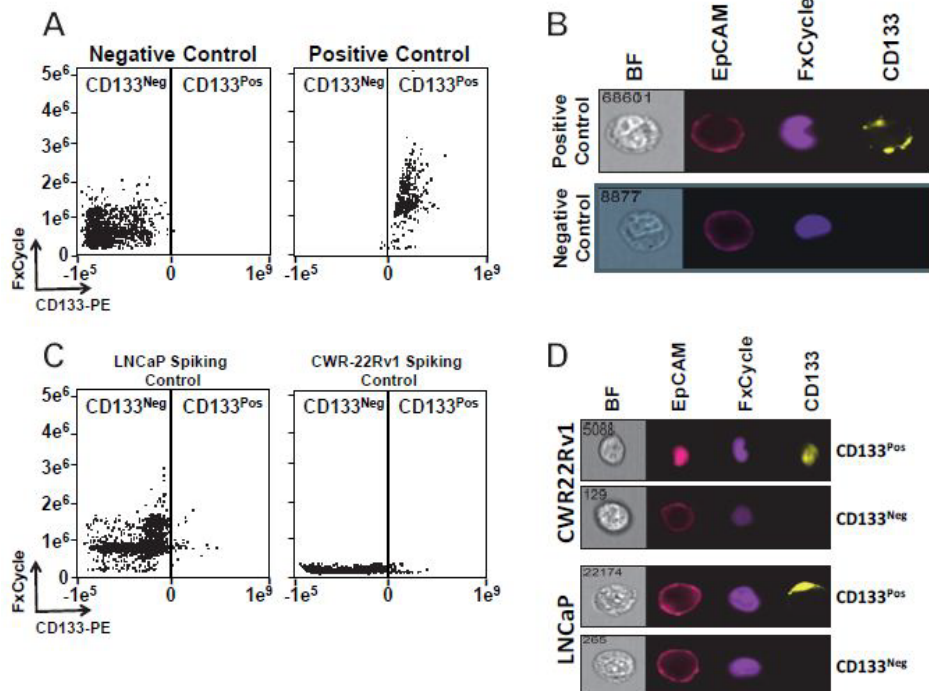 A
Negative Control
Positive Control
CD133Neg
CD133Pos
CD133Neg
CD133Pos
5e6
4e6
3e6
2e6
1e6
0
-1e5
0
1e9
-1e5
0
1e9
FxCycle
CD133-PE
B
BF
EpCAM
FxCycle
CD133
Positive Control
68601
Negative Control
8877
C
LNCaP Spiking
Control
CWR-22Rv1 Spiking
Control
CD133Neg
CD133Pos
CD133Neg
CD133Pos
5e6
4e6
3e6
2e6
1e6
0
-1e5
0
1e9
-1e5
0
1e9
FxCycle
CD133-PE
D
BF
EpCAM
FxCycle
CD133
CWR22Rv1
CD133Pos
129
CD133Neg
LNCaP
22174
CD133Pos
265
CD133Neg